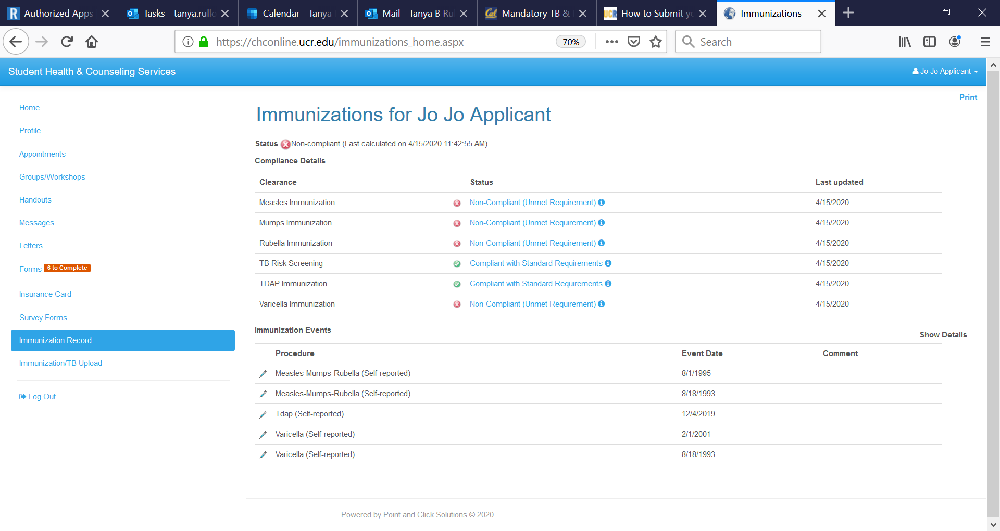 Authorized Apps
Tasks - tanya.rullo
Calendar - Tanya
Mail - Tanya B Ru
Cal Mandatory TB &
UCR How to Submit yo
Immunizations
https://chconline.ucr.edu/immunizations_home.aspx
70%
Search
Student Health & Counseling Services
Jo Jo Applicant
Print
Home
Profile
Appointments
Groups/Workshops
Handouts
Messages
Letters
Forms 6 to Complete
Insurance Card
Survey Forms
Immunization Record
Immunization/TB Upload
Log Out
Immunizations for Jo Jo Applicant
Status Non-compliant (Last calculated on 4/15/2020 11:42:55 AM)
Compliance Details
Clearance Status Last updated
Measles Immunization Non-Compliant (Unmet Requirement) 4/15/2020
Mumps Immunization Non-Compliant (Unmet Requirement) 4/15/2020
Rubella Immunization Non-Compliant (Unmet Requirement) 4/15/2020
TB Risk Screening Compliant with Standard Requirements 4/15/2020
TDAP Immunization Compliant with Standard Requirements 4/15/2020
Varicella Immunization Non-Compliant (Unmet Requirement) 4/15/2020
Immunization Events Show Details
Procedure Event Date Comment
Measles-Mumps-Rubella (Self-reported) 8/1/1995
Measles-Mumps-Rubella (Self-reported) 8/18/1993
Tdap (Self-reported) 12/4/2019
Varicella (Self-reported) 2/1/2001
Varicella (Self-reported) 8/18/1993
Powered by Point and Click Solutions © 2020